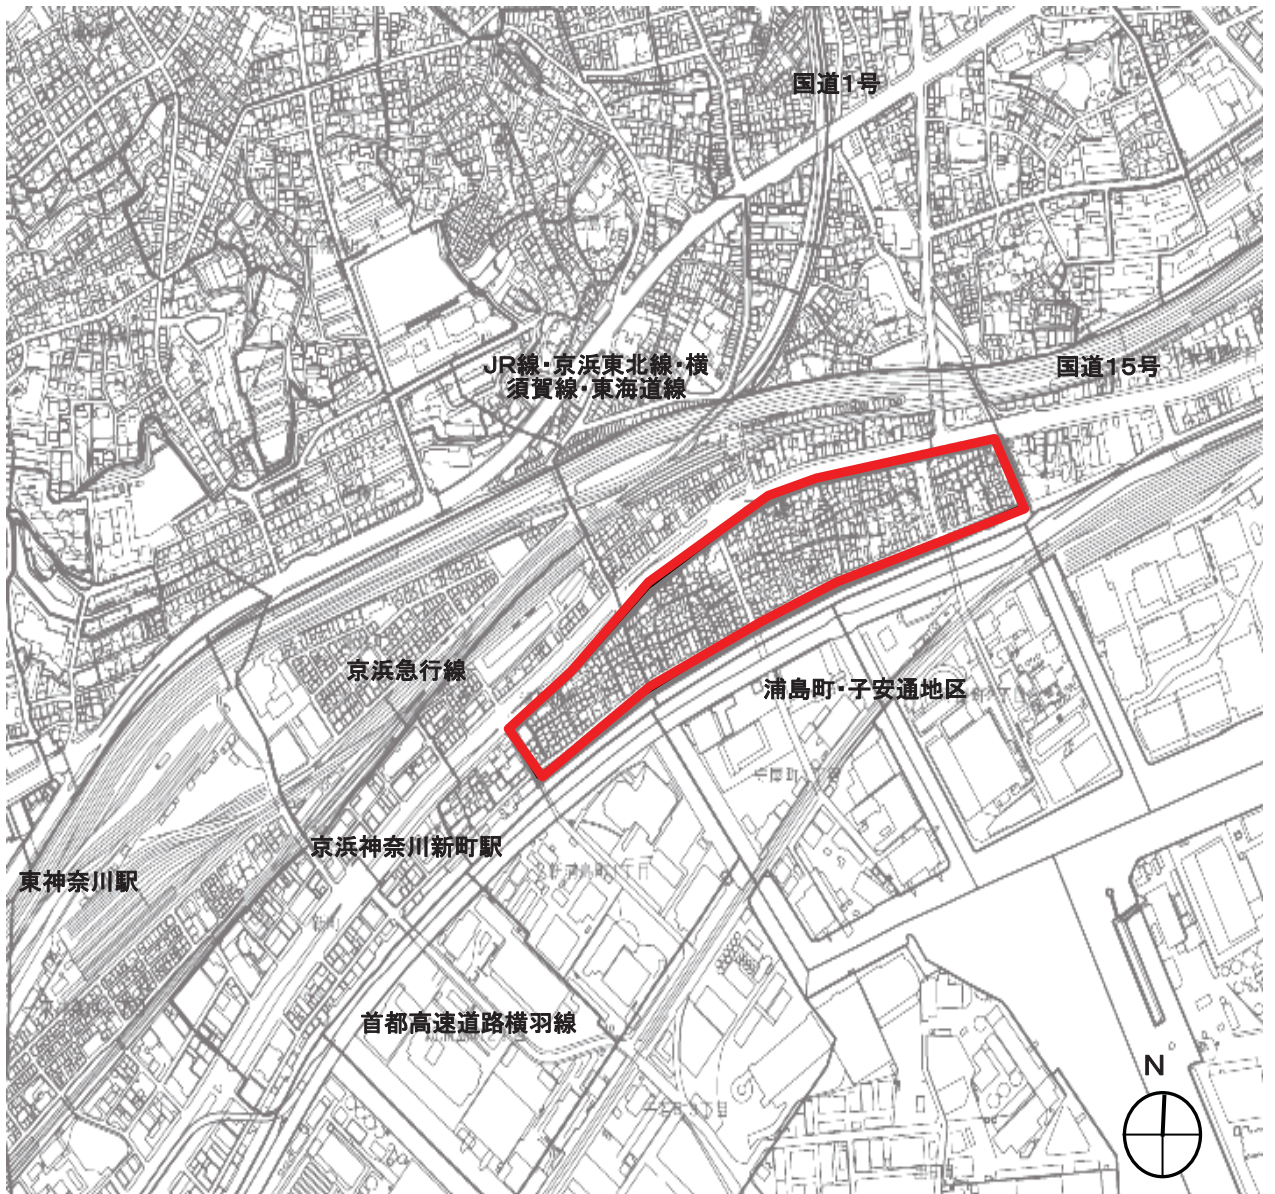 国道1号
JR線・京浜東北線・横
須賀線・東海道線
国道15号
京浜急行線
浦島町・子安通地区
京浜神奈川新町駅
東神奈川駅
首都高速道路横羽線
N